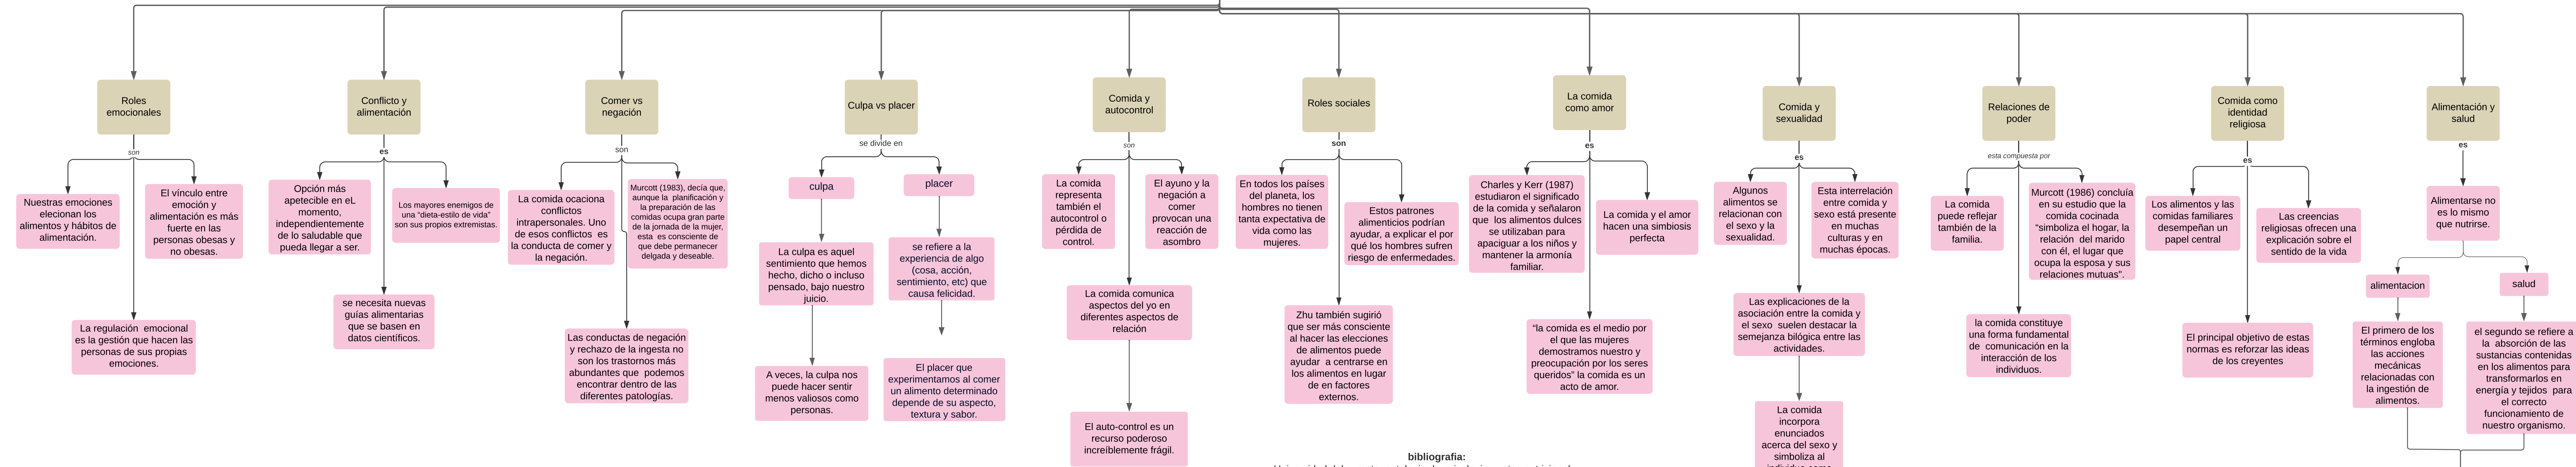 Roles
emocionales
son
Nuestras emociones
elecionan los
alimentos y hábitos de
alimentación.
El vínculo entre
emoción y
alimentación es más
fuerte en las
personas obesas y
no obesas.
La regulación emocional
es la gestión que hacen las
personas de sus propias
emociones.
Conflicto y
alimentación
es
Opción más
apetecible en eL
momento,
independientemente
de lo saludable que
pueda llegar a ser.
Los mayores enemigos de
una “dieta-estilo de vida”
son sus propios extremistas.
se necesita nuevas
guías alimentarias
que se basen en
datos científicos.
Comer vs
negación
son
La comida ocaciona
conflictos
intrapersonales. Uno
de esos conflictos es
la conducta de comer y
la negación.
Murcott (1983), decía que,
aunque la planificación y
la preparación de las
comidas ocupa gran parte
de la jornada de la mujer,
esta es consciente de
que debe permanecer
delgada y deseable.
Las conductas de negación
y rechazo de la ingesta no
son los trastornos más
abundantes que podemos
encontrar dentro de las
diferentes patologías.
Culpa vs placer
se divide en
culpa
placer
La culpa es aquel
sentimiento que hemos
hecho, dicho o incluso
pensado, bajo nuestro
juicio.
se refiere a la
experiencia de algo
(cosa, acción,
sentimiento, etc) que
causa felicidad.
A veces, la culpa nos
puede hacer sentir
menos valiosos como
personas.
El placer que
experimentamos al comer
un alimento determinado
depende de su aspecto,
textura y sabor.
Comida y
autocontrol
son
La comida
representa
también el
autocontrol o
pérdida de
control.
El ayuno y la
negación a
comer
provocan una
reacción de
asombro
La comida comunica
aspectos del yo en
diferentes aspectos de
relación
El auto-control es un
recurso poderoso
increíblemente frágil.
Roles sociales
son
En todos los países
del planeta, los
hombres no tienen
tanta expectativa de
vida como las
mujeres.
Estos patrones
alimenticios podrían
ayudar, a explicar el por
qué los hombres sufren
riesgo de enfermedades.
Zhu también sugirió
que ser más consciente
al hacer las elecciones
de alimentos puede
ayudar a centrarse en
los alimentos en lugar
de en factores
externos.
La comida
como amor
es
Charles y Kerr (1987)
estudiaron el significado
de la comida y señalaron
que los alimentos dulces
se utilizaban para
apaciguar a los niños y
mantener la armonía
familiar.
La comida y el amor
hacen una simbiosis
perfecta
“la comida es el medio por
el que las mujeres
demostramos nuestro y
preocupación por los seres
queridos” la comida es un
acto de amor.
Comida y
sexualidad
es
Algunos
alimentos se
relacionan con
el sexo y la
sexualidad.
Esta interrelación
entre comida y
sexo está presente
en muchas
culturas y en
muchas épocas.
Las explicaciones de la
asociación entre la comida y
el sexo suelen destacar la
semejanza bilógica entre las
actividades.
La comida
incorpora
enunciados
acerca del sexo y
simboliza al
Relaciones de
poder
esta compuesta por
La comida
puede reflejar
también de la
familia.
Murcott (1986) concluía
en su estudio que la
comida cocinada
“simboliza el hogar, la
relación del marido
con él, el lugar que
ocupa la esposa y sus
relaciones mutuas”.
la comida constituye
una forma fundamental
de comunicación en la
interacción de los
individuos.
Comida como
identidad
religiosa
es
Los alimentos y las
comidas familiares
desempeñan un
papel central
Las creencias
religiosas ofrecen una
explicación sobre el
sentido de la vida
El principal objetivo de estas
normas es reforzar las ideas
de los creyentes
Alimentación y
salud
es
Alimentarse no
es lo mismo
que nutrirse.
alimentacion
salud
El primero de los
términos engloba
las acciones
mecánicas
relacionadas con
la ingestión de
alimentos.
el segundo se refiere a
la absorción de las
sustancias contenidas
en los alimentos para
transformarlos en
energía y tejidos para
el correcto
funcionamiento de
nuestro organismo.
bibliografia: